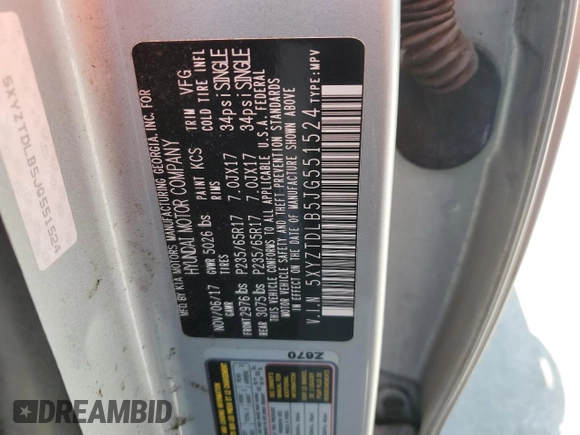 MFD.BY KIA MOTORS MANUFACTURING GEORGIA, INC. FOR
HYUNDAI MOTOR COMPANY
NOV/06/17 GVWR 5026 lbs PAINT KCS TRIM VFG
GAWR TIRES RIMS COLD TIRE INFL
FRONT 2976 lbs P235/65R17 7.0JX17 34psi SINGLE
REAR 3075 lbs P235/65R17 7.0JX17 34psi SINGLE
THIS VEHICLE CONFORMS TO ALL APPLICABLE U.S.A. FEDERAL
MOTOR VEHICLE SAFETY STANDARDS
IN EFFECT ON THE DATE OF MANUFACTURE SHOWN ABOVE
V.I.N 5XYZTDLB5JG551524 TYPE:MPV
5XYZTDLB5JG551524
Z670
DREAMBID